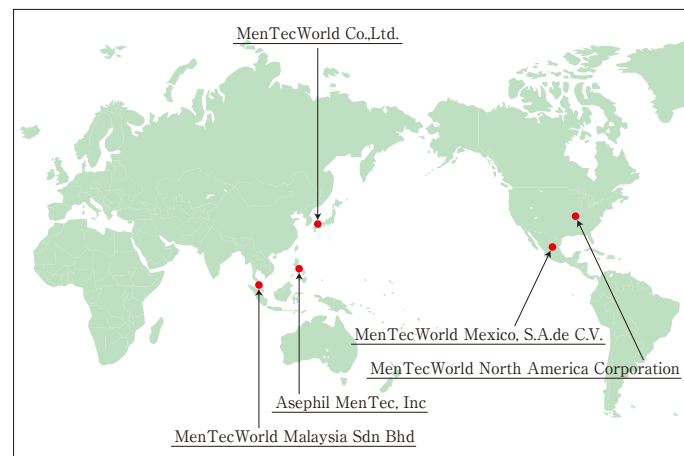 MenTecWorld Co.,Ltd.
MenTecWorld Mexico, S.A.de C.V.
MenTecWorld North America Corporation
Asephil MenTec, Inc
MenTecWorld Malaysia Sdn Bhd